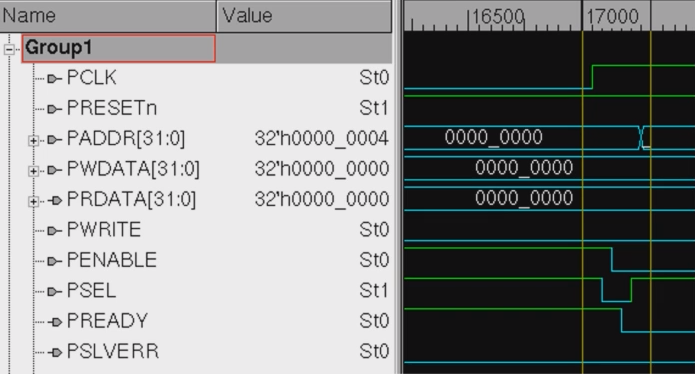 Name Value 16500 17000
Group1
PCLK St0
PRESETn St1
PADDR[31:0] 32'h0000_0004 0000_0000
PWDATA[31:0] 32'h0000_0000 0000_0000
PRDATA[31:0] 32'h0000_0000 0000_0000
PWRITE St0
PENABLE St0
PSEL St1
PREADY St0
PSLVERR St0